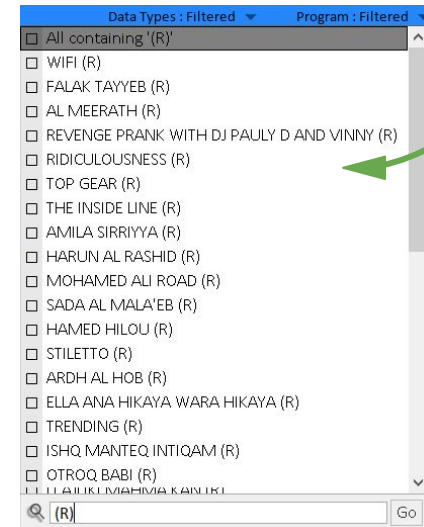 Data Types : Filtered Program : Filtered
All containing '(R)'
WIFI (R)
FALAK TAYYEB (R)
AL MEERATH (R)
REVENGE PRANK WITH DJ PAULY D AND VINNY (R)
RIDICULOUSNESS (R)
TOP GEAR (R)
THE INSIDE LINE (R)
AMILA SIRRIYYA (R)
HARUN AL RASHID (R)
MOHAMED ALI ROAD (R)
SADA AL MALA'EB (R)
HAMED HILOU (R)
STILETTO (R)
ARDH AL HOB (R)
ELLA ANA HIKAYA WARA HIKAYA (R)
TRENDING (R)
ISHQ MANTEQ INTIQAM (R)
OTROQ BABI (R)
MAHMA KAN (R)
(R) Go